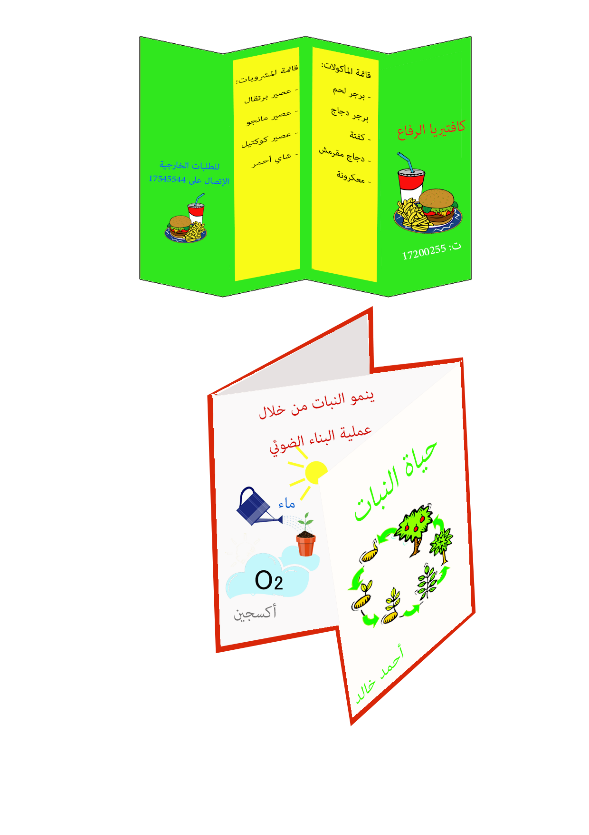 كافتيريا الرفاع
ت: 17200255
قائمة المأكولات:
- برجر لحم
برجر دجاج
- كفتة
- دجاج مقرمش
- معكرونة
قائمة المشروبات:
- عصير برتقال
- عصير مانجو
- عصير كوكتيل
- شاي أحمر
للطلبات الخارجية
الإتصال على 17545544
ينمو النبات من خلال
عملية البناء الضوئي
ماء
O2
أكسجين
حياة النبات
أحمد خالد